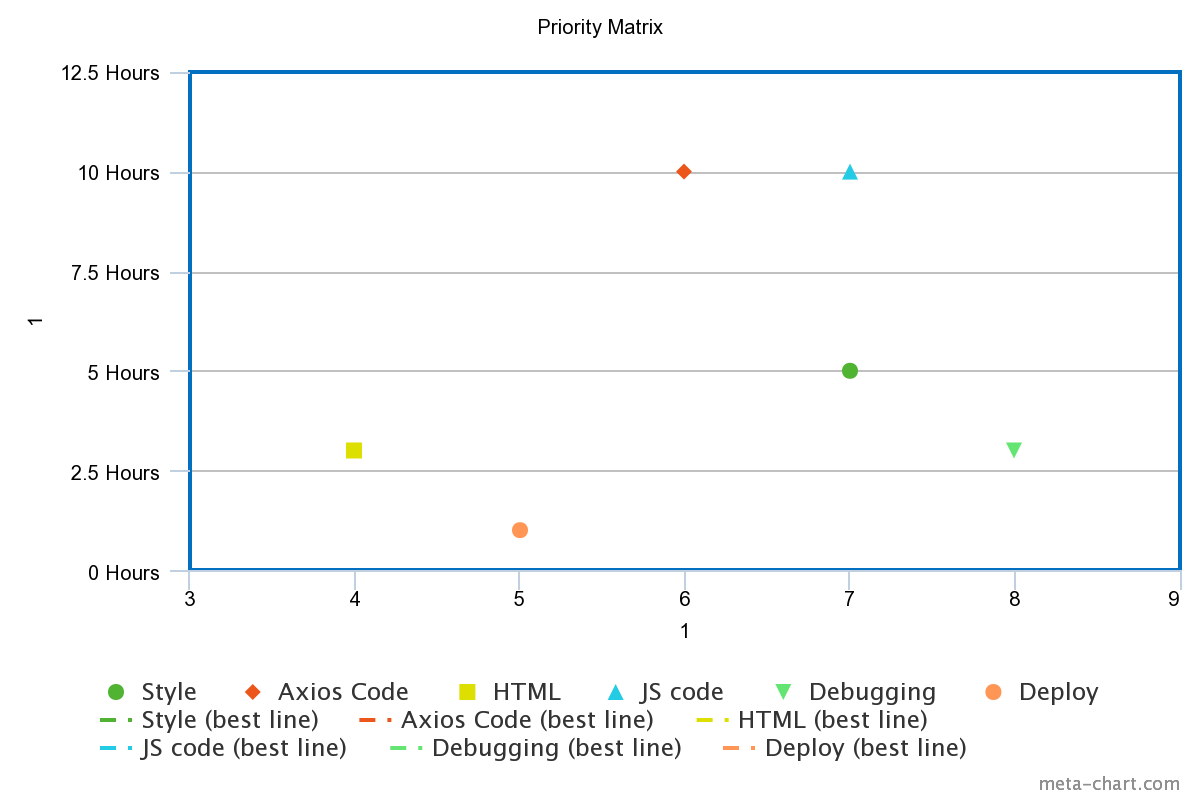 Priority Matrix
12.5 Hours
10 Hours
7.5 Hours
5 Hours
2.5 Hours
0 Hours
1
3 4 5 6 7 8 9
1
Style Axios Code HTML JS code Debugging Deploy
Style (best line) Axios Code (best line) HTML (best line)
JS code (best line) Debugging (best line) Deploy (best line)
meta-chart.com